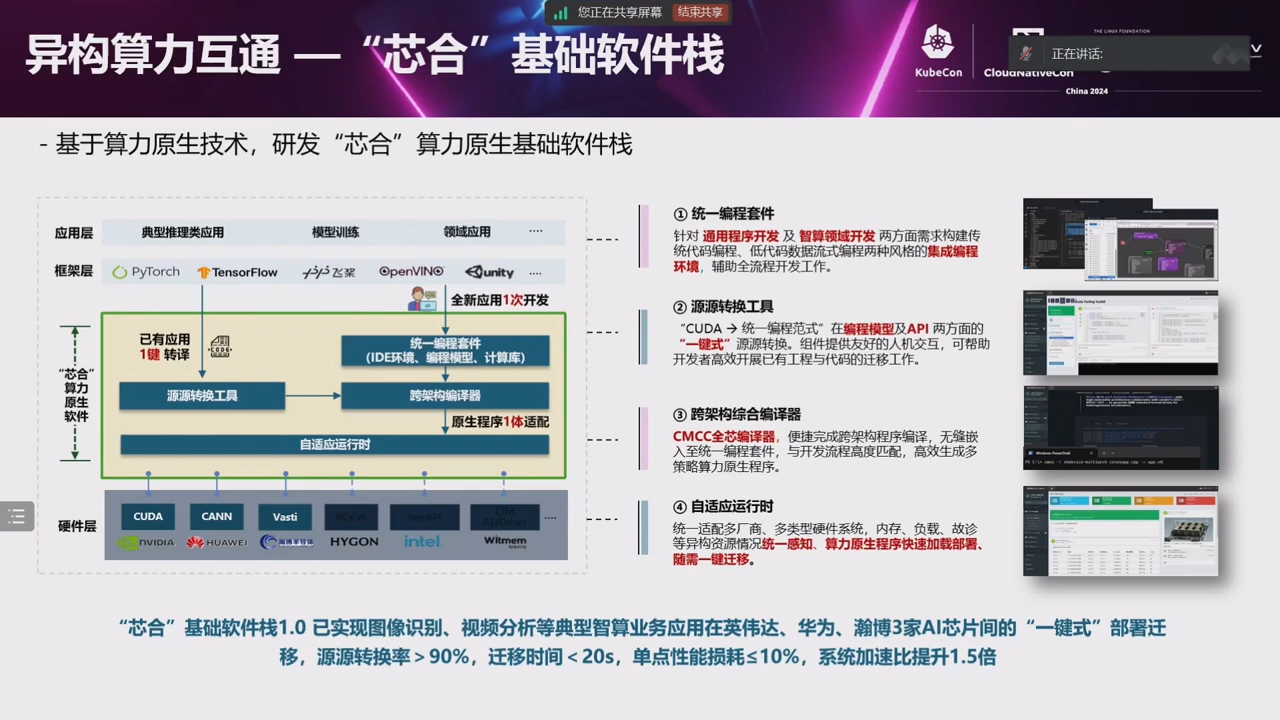 您正在共享屏幕 结束共享
异构算力互通 — “芯合”基础软件栈
THE LINUX FOUNDATION
正在讲话:
KubeCon
CloudNativeCon
China 2024
- 基于算力原生技术，研发“芯合”算力原生基础软件栈
应用层
典型推理类应用
模型训练
领域应用
....
框架层
PyTorch
TensorFlow
飞桨
OpenVINO
unity
....
全新应用1次开发
已有应用
1键 转译
CODE
统一编程套件
(IDE环境、编程模型、计算库)
“芯合”
算力
原生
软件
源源转换工具
跨架构编译器
原生程序1体适配
自适应运行时
硬件层
CUDA
CANN
Vasti
....
NVIDIA
HUAWEI
intel
Witmem
① 统一编程套件
针对 通用程序开发 及 智算领域开发 两方面需求构建传
统代码编程、低代码数据流式编程两种风格的集成编程
环境，辅助全流程开发工作。
② 源源转换工具
“CUDA → 统一编程范式”在编程模型及API 两方面的
“一键式”源源转换。组件提供友好的人机交互，可帮助
开发者高效开展已有工程与代码的迁移工作。
③ 跨架构综合编译器
CMCC全芯编译器，便捷完成跨架构程序编译，无缝嵌
入至统一编程套件，与开发流程高度匹配，高效生成多
策略算力原生程序。
Windows PowerShell
④ 自适应运行时
统一适配多厂商、多类型硬件系统，内存、负载、故诊
等异构资源情况统一感知、算力原生程序快速加载部署、
随需一键迁移。
“芯合”基础软件栈1.0 已实现图像识别、视频分析等典型智算业务应用在英伟达、华为、瀚博3家AI芯片间的“一键式”部署迁
移，源源转换率＞90%，迁移时间＜20s，单点性能损耗≤10%，系统加速比提升1.5倍